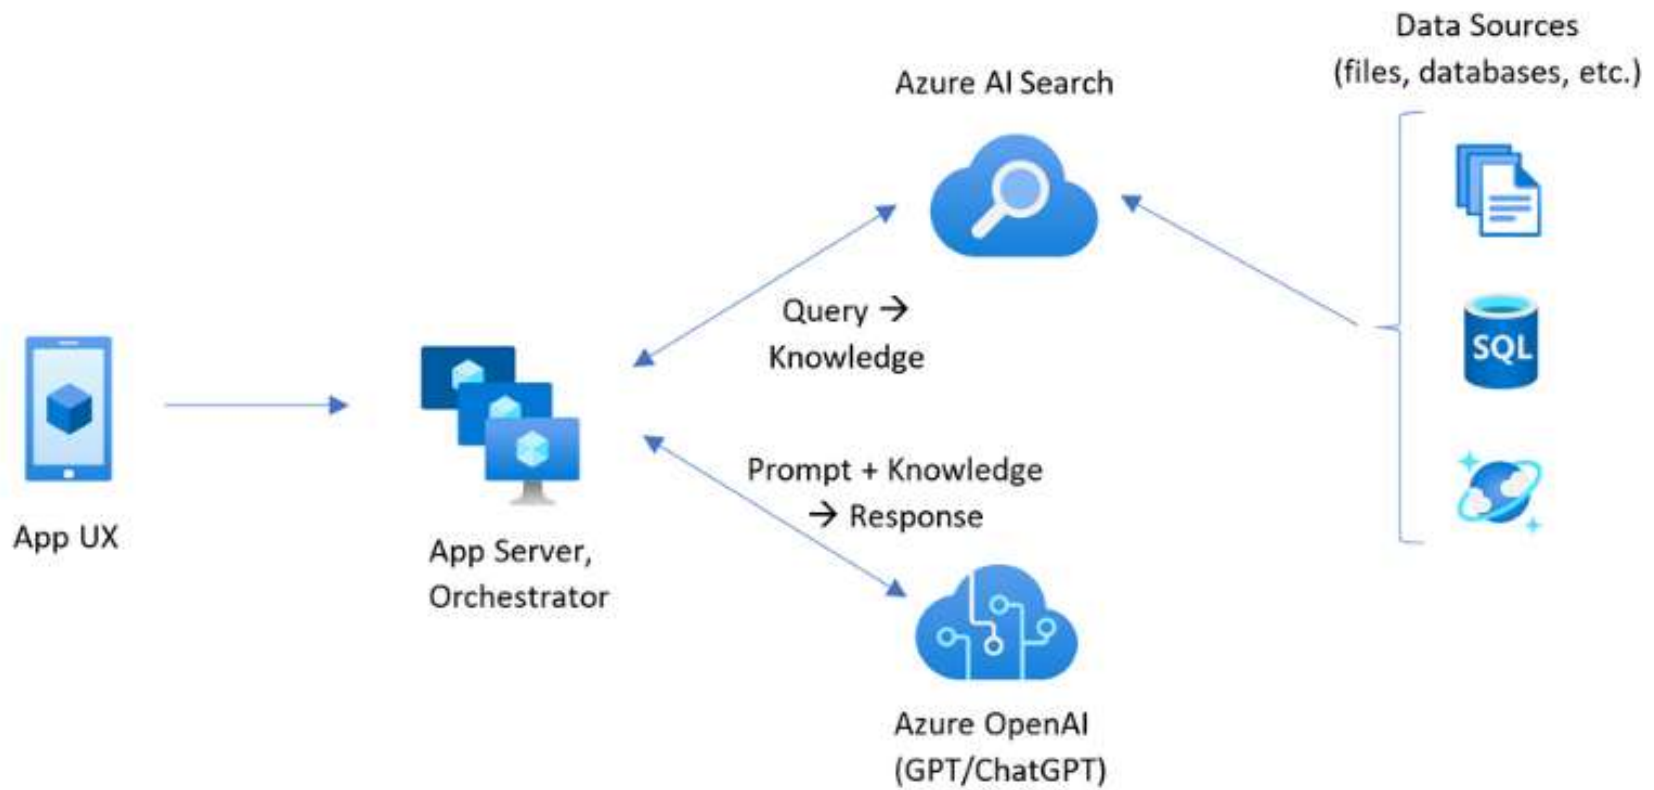 Data Sources
(files, databases, etc.)
Azure AI Search
Query →
Knowledge
SQL
Prompt + Knowledge
→ Response
App UX
App Server,
Orchestrator
Azure OpenAI
(GPT/ChatGPT)